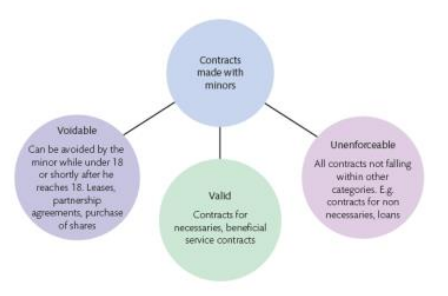 Contracts
made with
minors
Voidable
Can be avoided by the
minor while under 18
or shortly after he
reaches 18. Leases,
partnership
agreements, purchase
of shares
Valid
Contracts for
necessaries, beneficial
service contracts
Unenforceable
All contracts not falling
within other
categories. E.g.
contracts for non
necessaries, loans